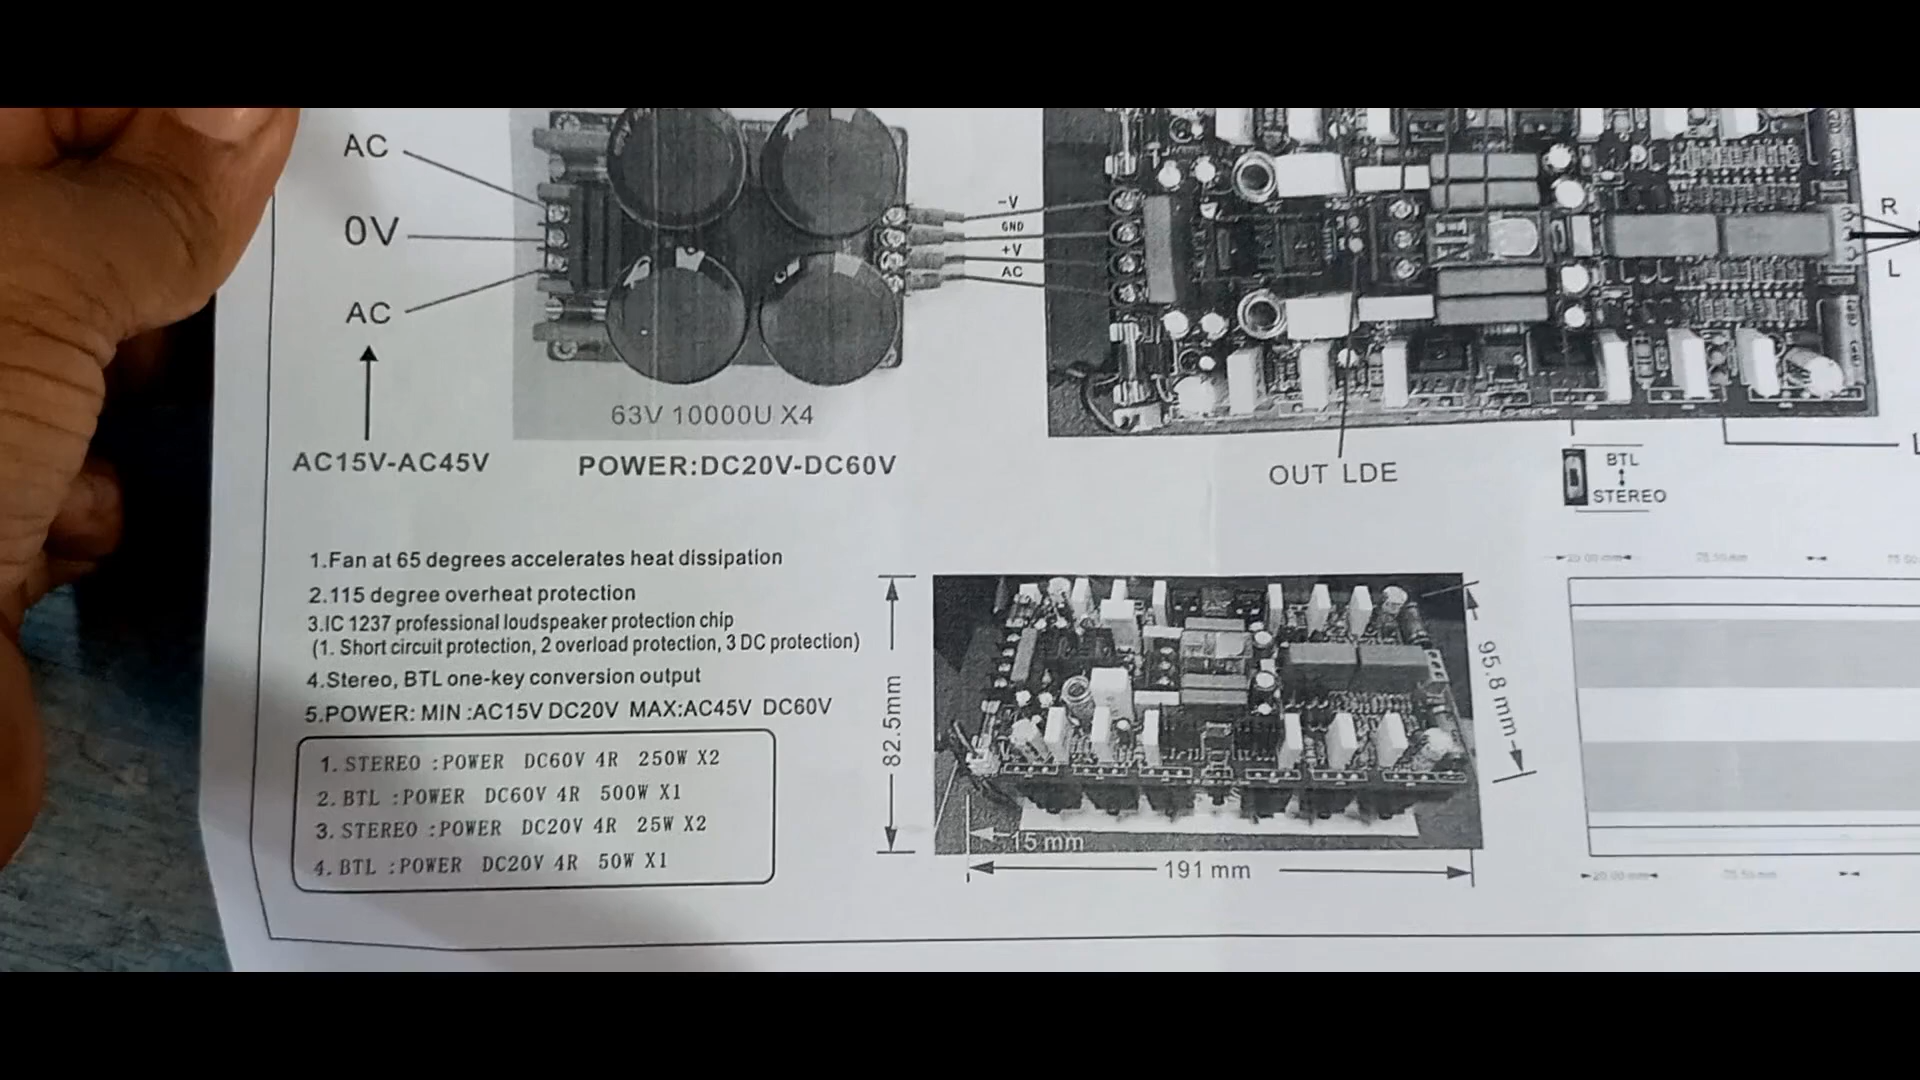 AC
0V
AC
AC15V-AC45V
63V 10000U X4
POWER:DC20V-DC60V
-V
GND
+V
AC
R
L
OUT LDE
BTL
STEREO
1.Fan at 65 degrees accelerates heat dissipation
2.115 degree overheat protection
3.IC 1237 professional loudspeaker protection chip
(1. Short circuit protection, 2 overload protection, 3 DC protection)
4.Stereo, BTL one-key conversion output
5.POWER: MIN :AC15V DC20V MAX:AC45V DC60V
1. STEREO :POWER DC60V 4R 250W X2
2. BTL :POWER DC60V 4R 500W X1
3. STEREO :POWER DC20V 4R 25W X2
4. BTL :POWER DC20V 4R 50W X1
82.5mm
95.8 mm
15 mm
191 mm